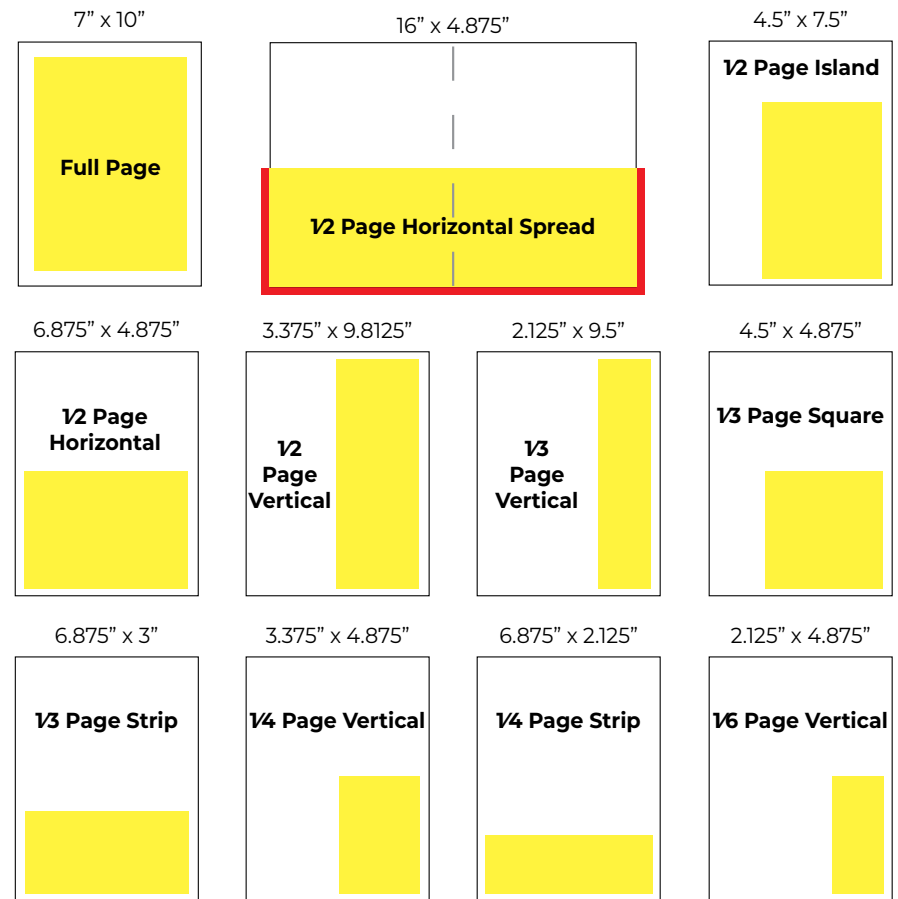 7” x 10”
16” x 4.875”
4.5” x 7.5”
Full Page
1⁄2 Page Horizontal Spread
1⁄2 Page Island
6.875” x 4.875”
3.375” x 9.8125”
2.125” x 9.5”
4.5” x 4.875”
1⁄2 Page
Horizontal
1⁄2
Page
Vertical
1⁄3
Page
Vertical
1⁄3 Page Square
6.875” x 3”
3.375” x 4.875”
6.875” x 2.125”
2.125” x 4.875”
1⁄3 Page Strip
1⁄4 Page Vertical
1⁄4 Page Strip
1⁄6 Page Vertical